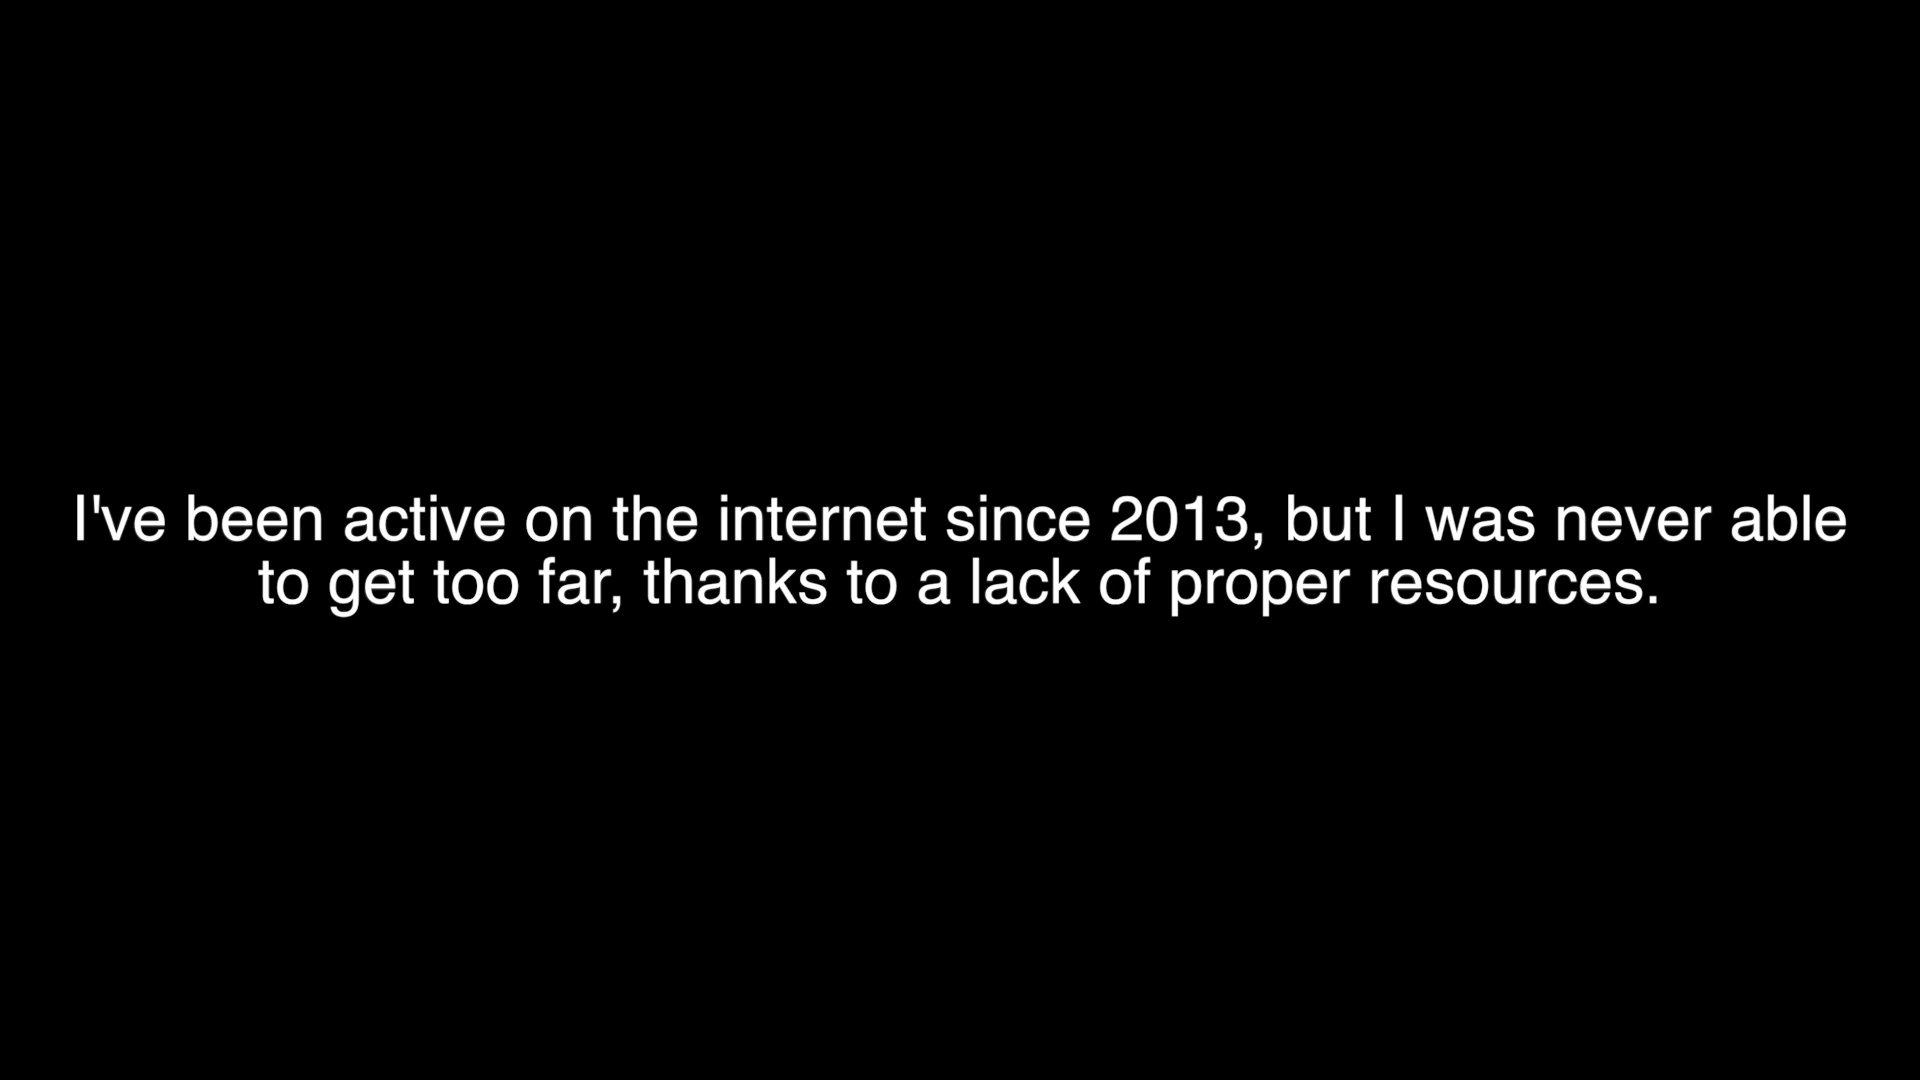 I've been active on the internet since 2013, but I was never able
to get too far, thanks to a lack of proper resources.